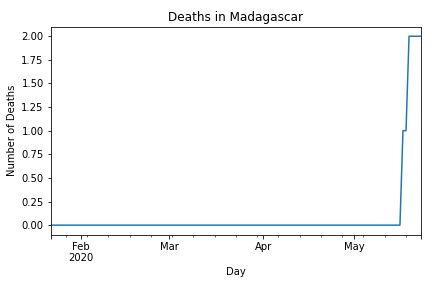 Deaths in Madagascar
Number of Deaths
2.00
1.75
1.50
1.25
1.00
0.75
0.50
0.25
0.00
Feb
2020
Mar
Apr
May
Day